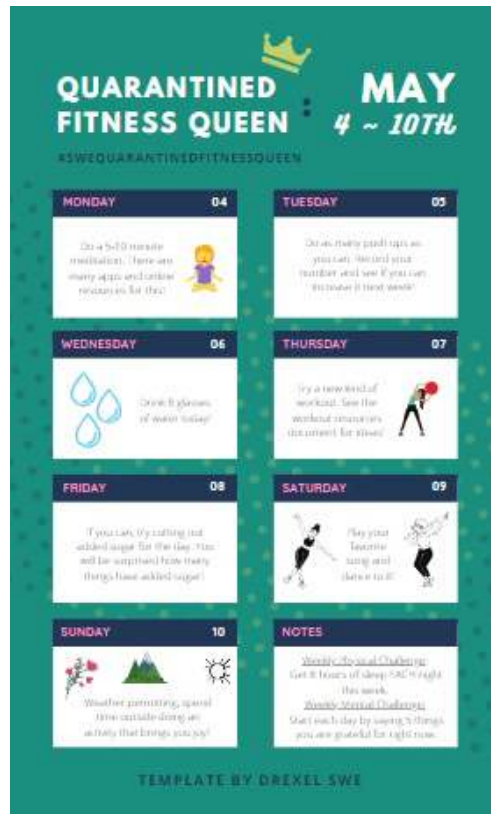 QUARANTINED
FITNESS QUEEN
:
MAY
4 ~ 10TH
#SWEQUARANTINEDFITNESSQUEEN
MONDAY 04
Do a 5-10 minute
meditation. There are
many apps and online
resources for this!
TUESDAY 05
Do as many push ups as
you can. Record your
number and see if you can
increase it next week!
WEDNESDAY 06
Drink 8 glasses
of water today!
THURSDAY 07
Try a new kind of
workout. See the
workout resources
document for ideas!
FRIDAY 08
If you can, try cutting out
added sugar for the day. You
will be surprised how many
things have added sugar!
SATURDAY 09
Play your
favorite
song and
dance to it!
SUNDAY 10
Weather permitting, spend
time outside doing an
activity that brings you joy!
NOTES
Weekly Physical Challenge:
Get 8 hours of sleep EACH night
this week.
Weekly Mental Challenge:
Start each day by saying 5 things
you are grateful for right now.
TEMPLATE BY DREXEL SWE